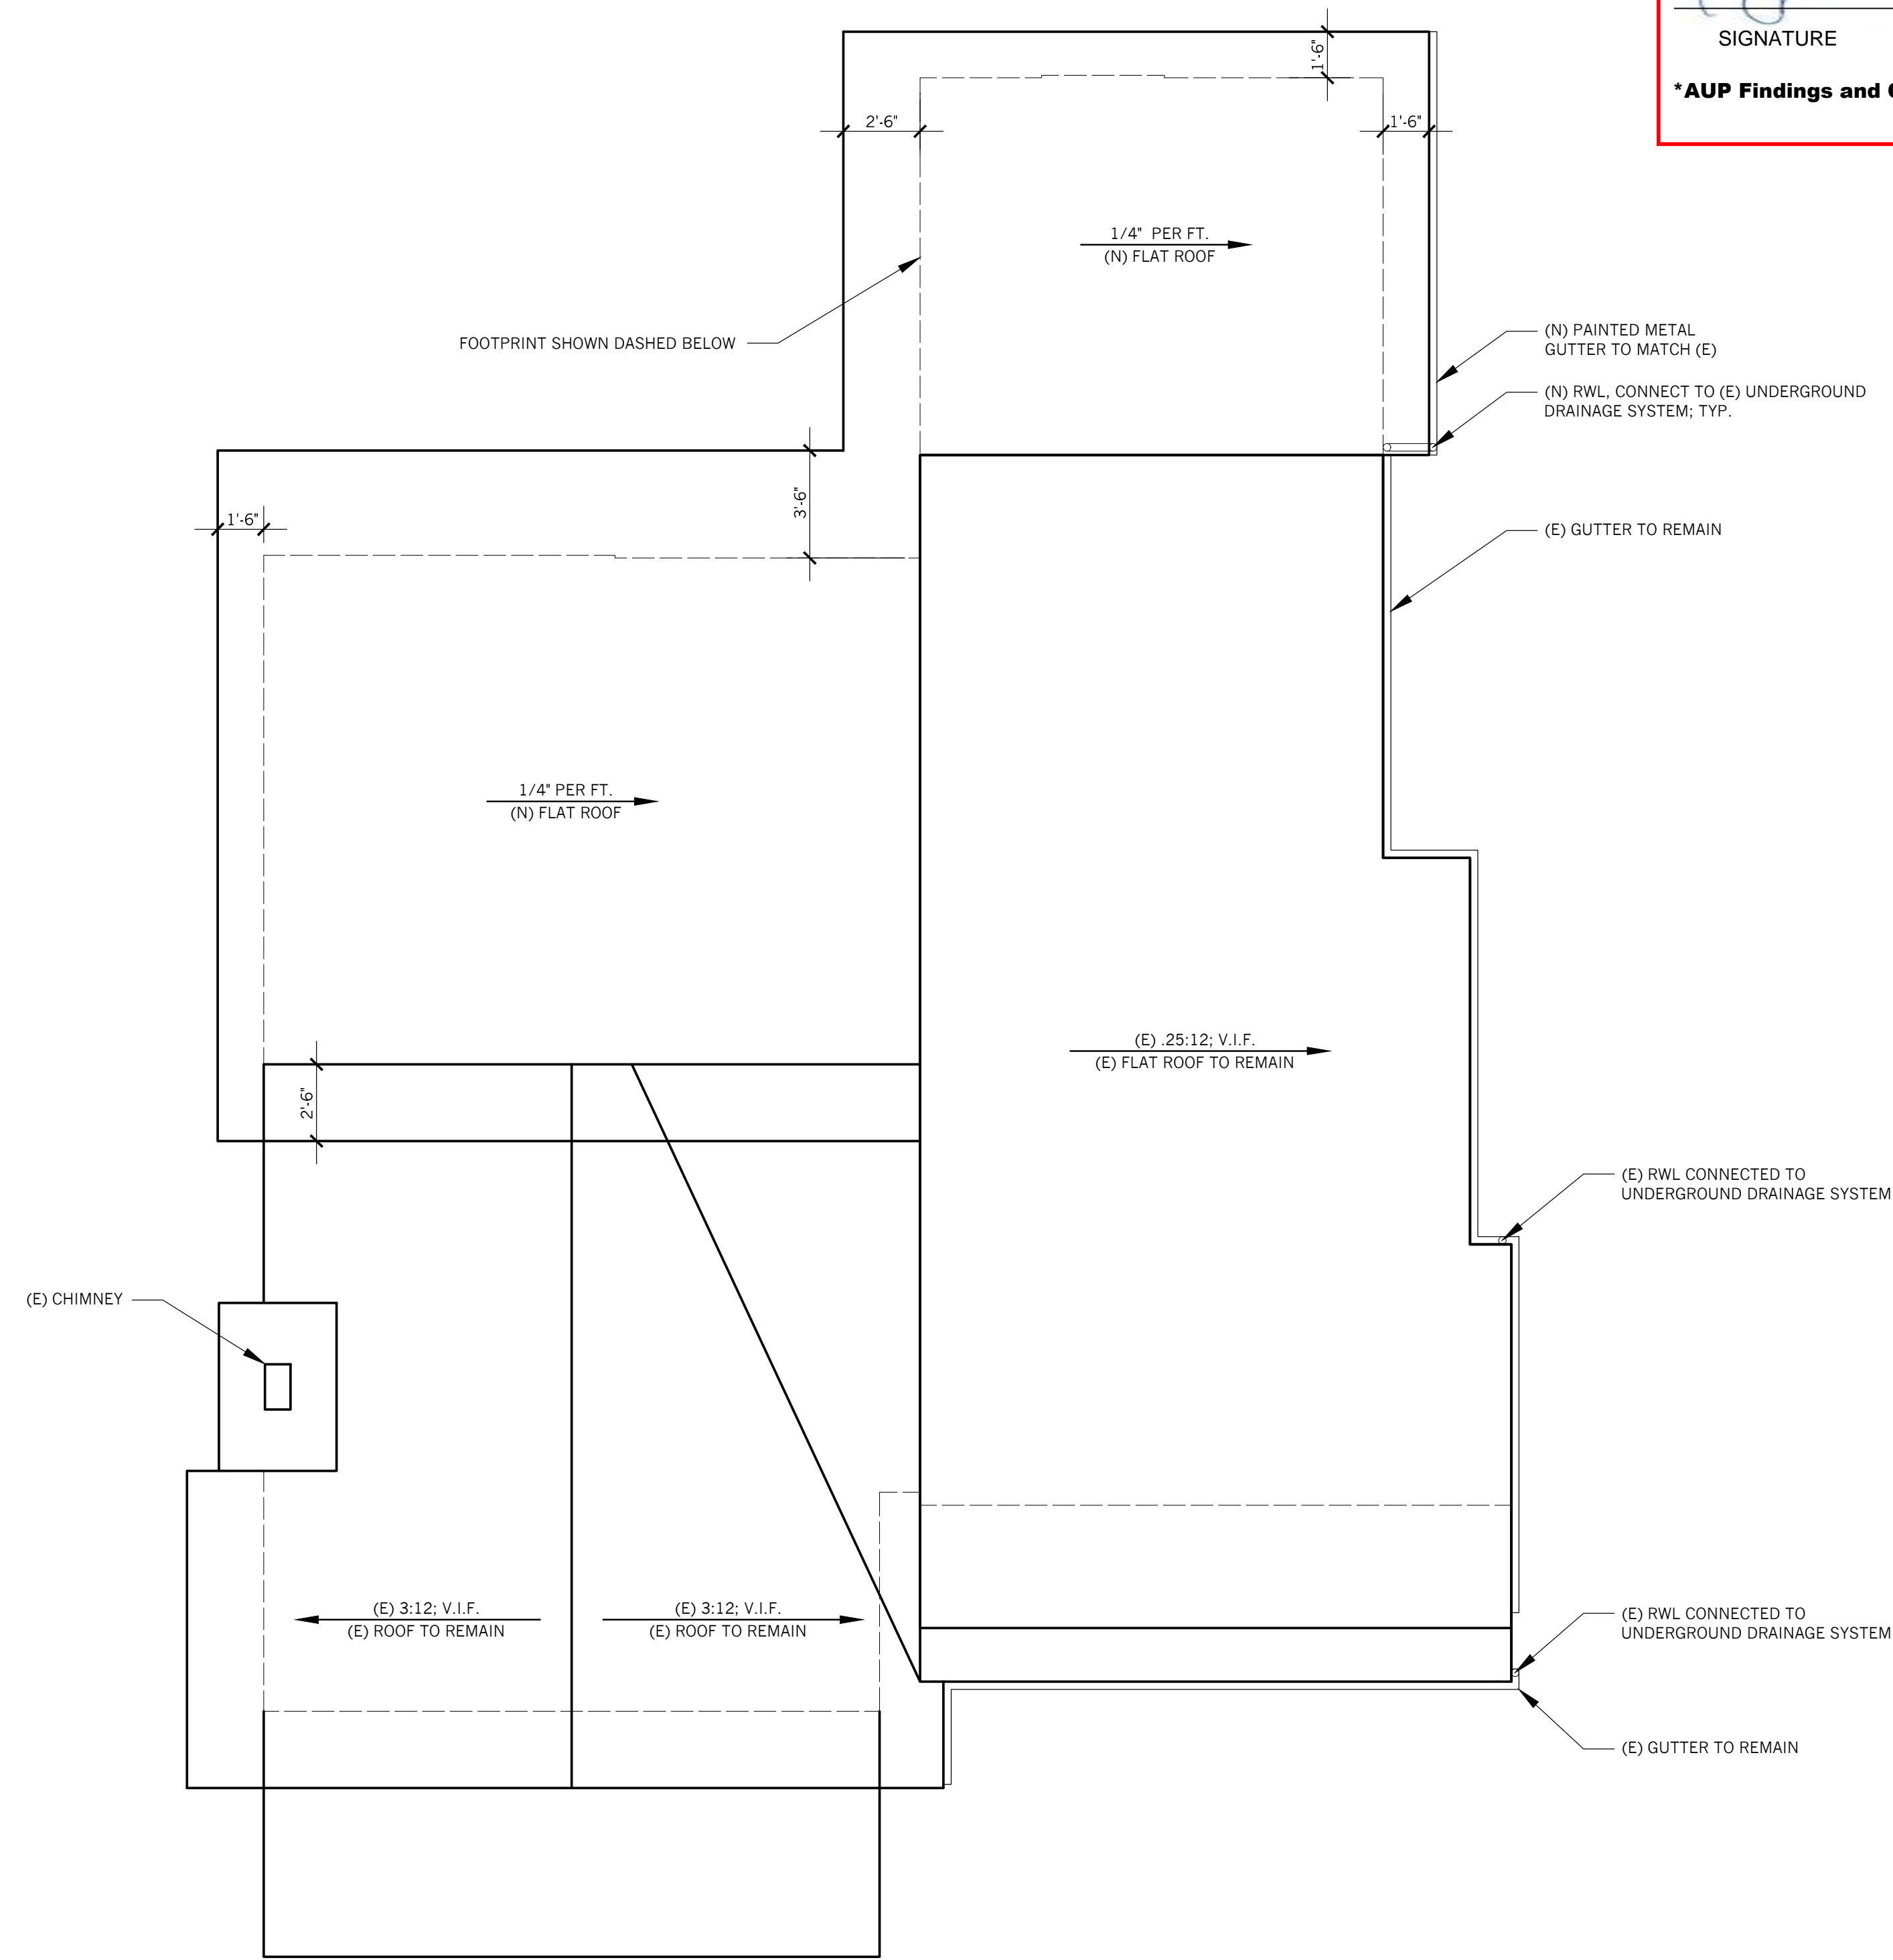 SIGNATURE
*AUP Findings and
1'-6"
2'-6"
1'-6"
1/4" PER FT.
(N) FLAT ROOF
FOOTPRINT SHOWN DASHED BELOW
(N) PAINTED METAL
GUTTER TO MATCH (E)
(N) RWL, CONNECT TO (E) UNDERGROUND
DRAINAGE SYSTEM; TYP.
3'-6"
1'-6"
(E) GUTTER TO REMAIN
1/4" PER FT.
(N) FLAT ROOF
(E) .25:12; V.I.F.
(E) FLAT ROOF TO REMAIN
2'-6"
(E) RWL CONNECTED TO
UNDERGROUND DRAINAGE SYSTEM
(E) CHIMNEY
(E) 3:12; V.I.F.
(E) ROOF TO REMAIN
(E) 3:12; V.I.F.
(E) ROOF TO REMAIN
(E) RWL CONNECTED TO
UNDERGROUND DRAINAGE SYSTEM
(E) GUTTER TO REMAIN